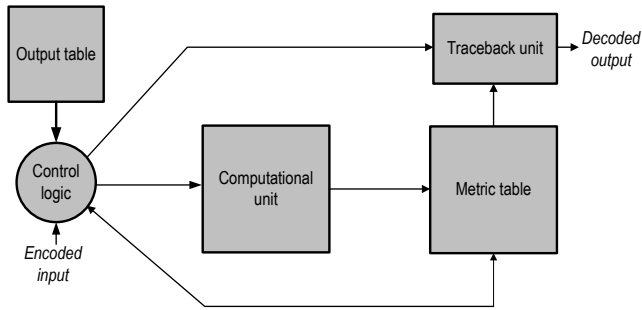 Output table
Traceback unit
Decoded
output
Control
logic
Computational
unit
Metric table
Encoded
input